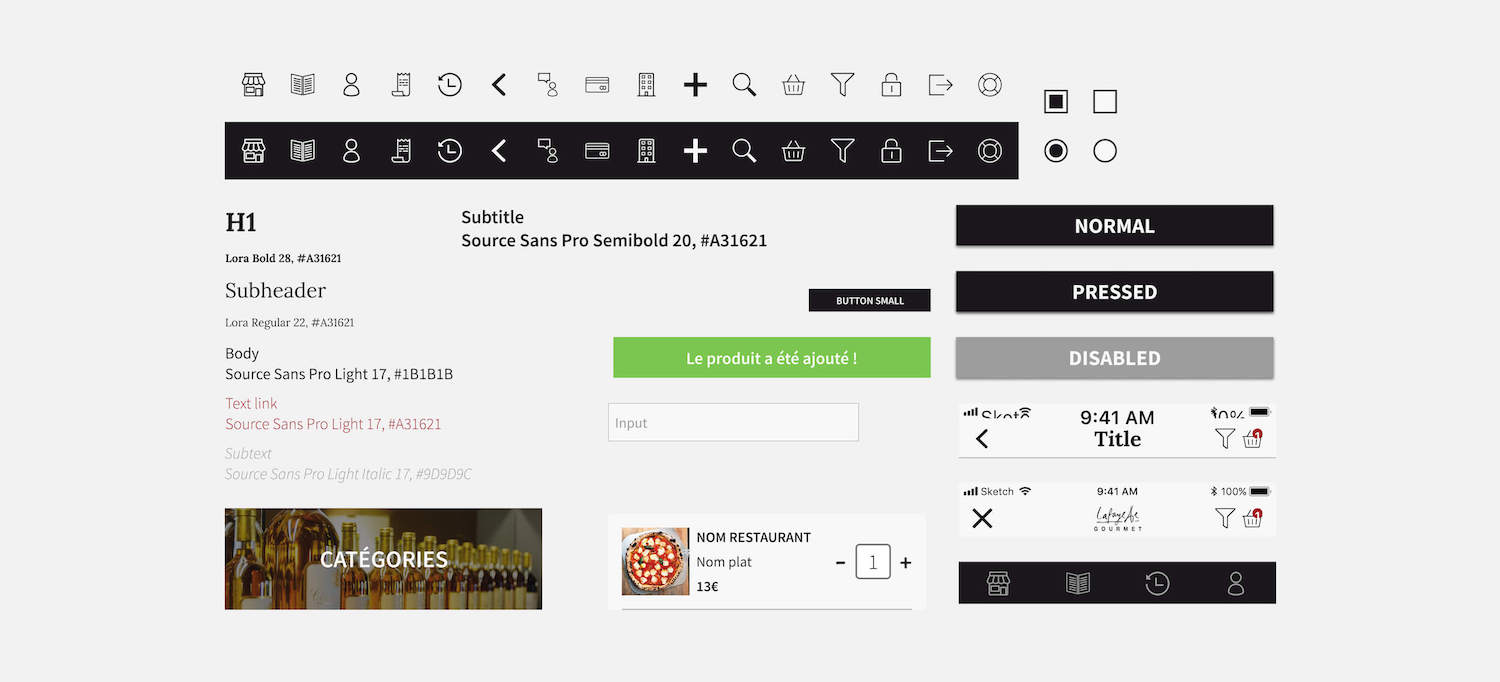 H1
Lora Bold 28, #A31621
Subheader
Lora Regular 22, #A31621
Body
Source Sans Pro Light 17, #1B1B1B
Text link
Source Sans Pro Light 17, #A31621
Subtext
Source Sans Pro Light Italic 17, #9D9D9C
CATÉGORIES
Subtitle
Source Sans Pro Semibold 20, #A31621
BUTTON SMALL
Le produit a été ajouté !
Input
NOM RESTAURANT
Nom plat
13€
- 1 +
NORMAL
PRESSED
DISABLED
9:41 AM
Title
1
Sketch 9:41 AM 100%
Lafayette 1
GOURMET